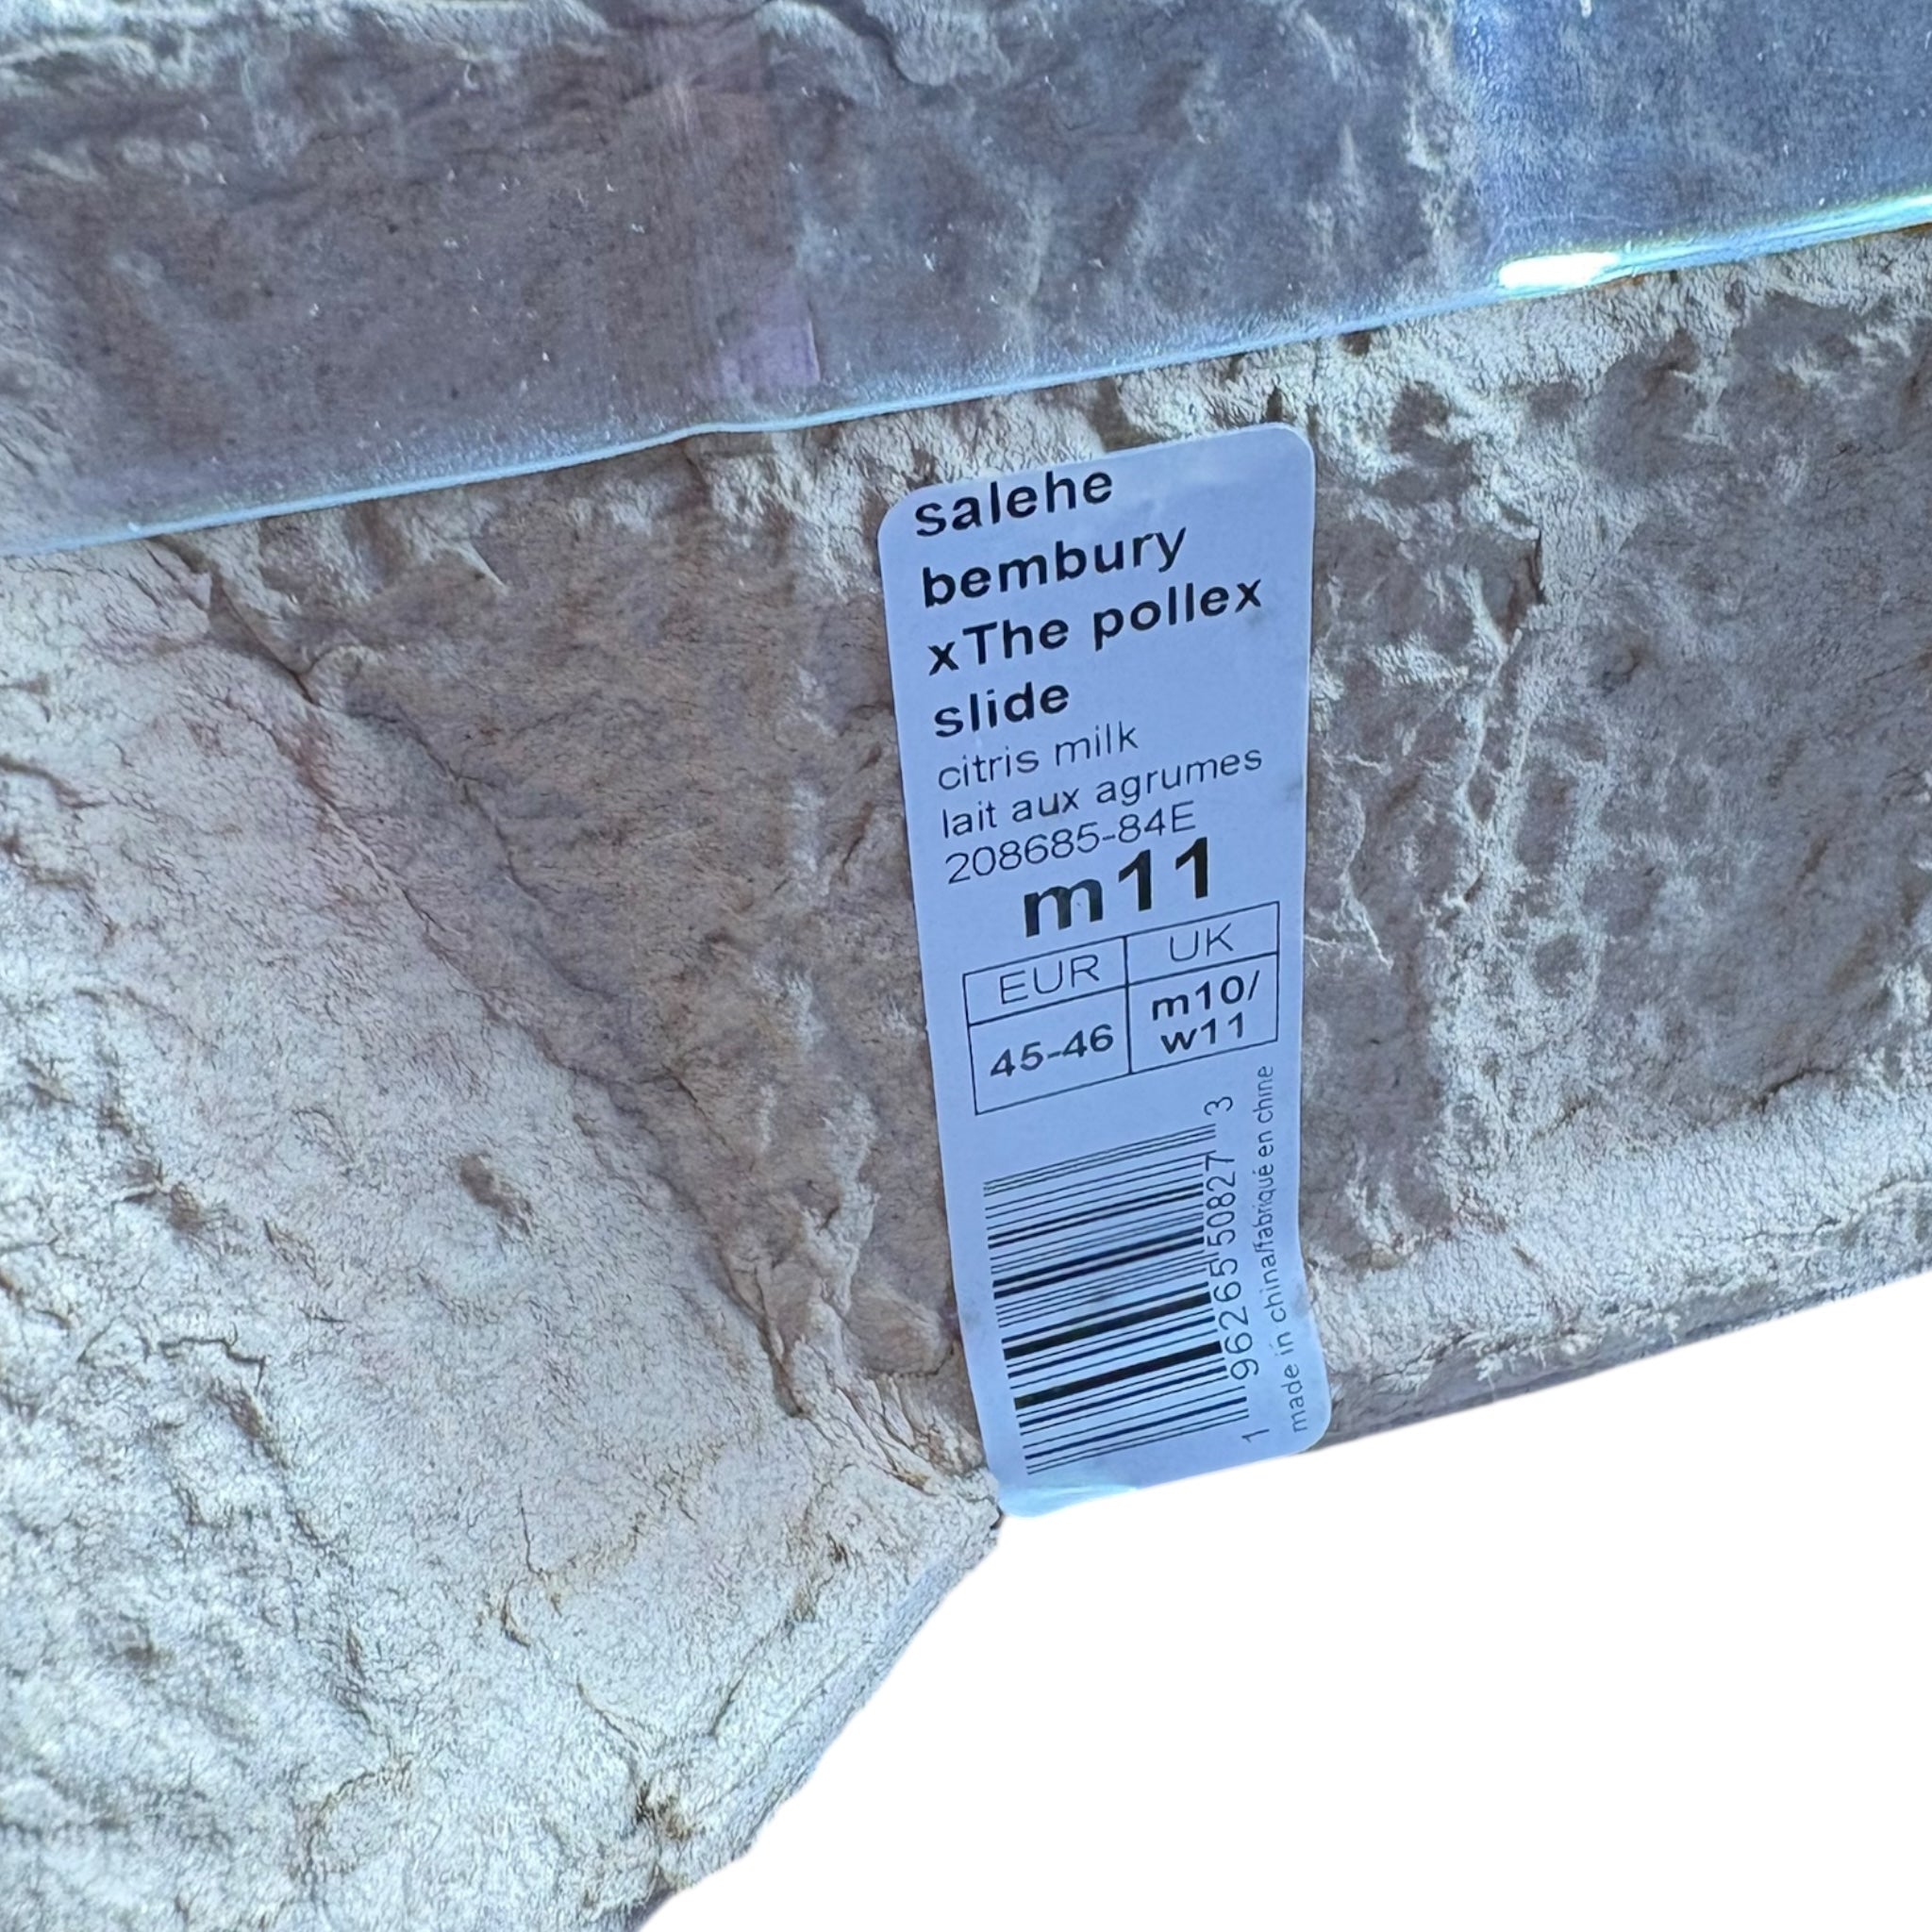 salehe
bembury
xThe pollex
slide
citris milk
lait aux agrumes
208685-84E
m11
EUR UK
45-46 m10/
w11
1 96265 50827 3
made in china/fabriqué en chine